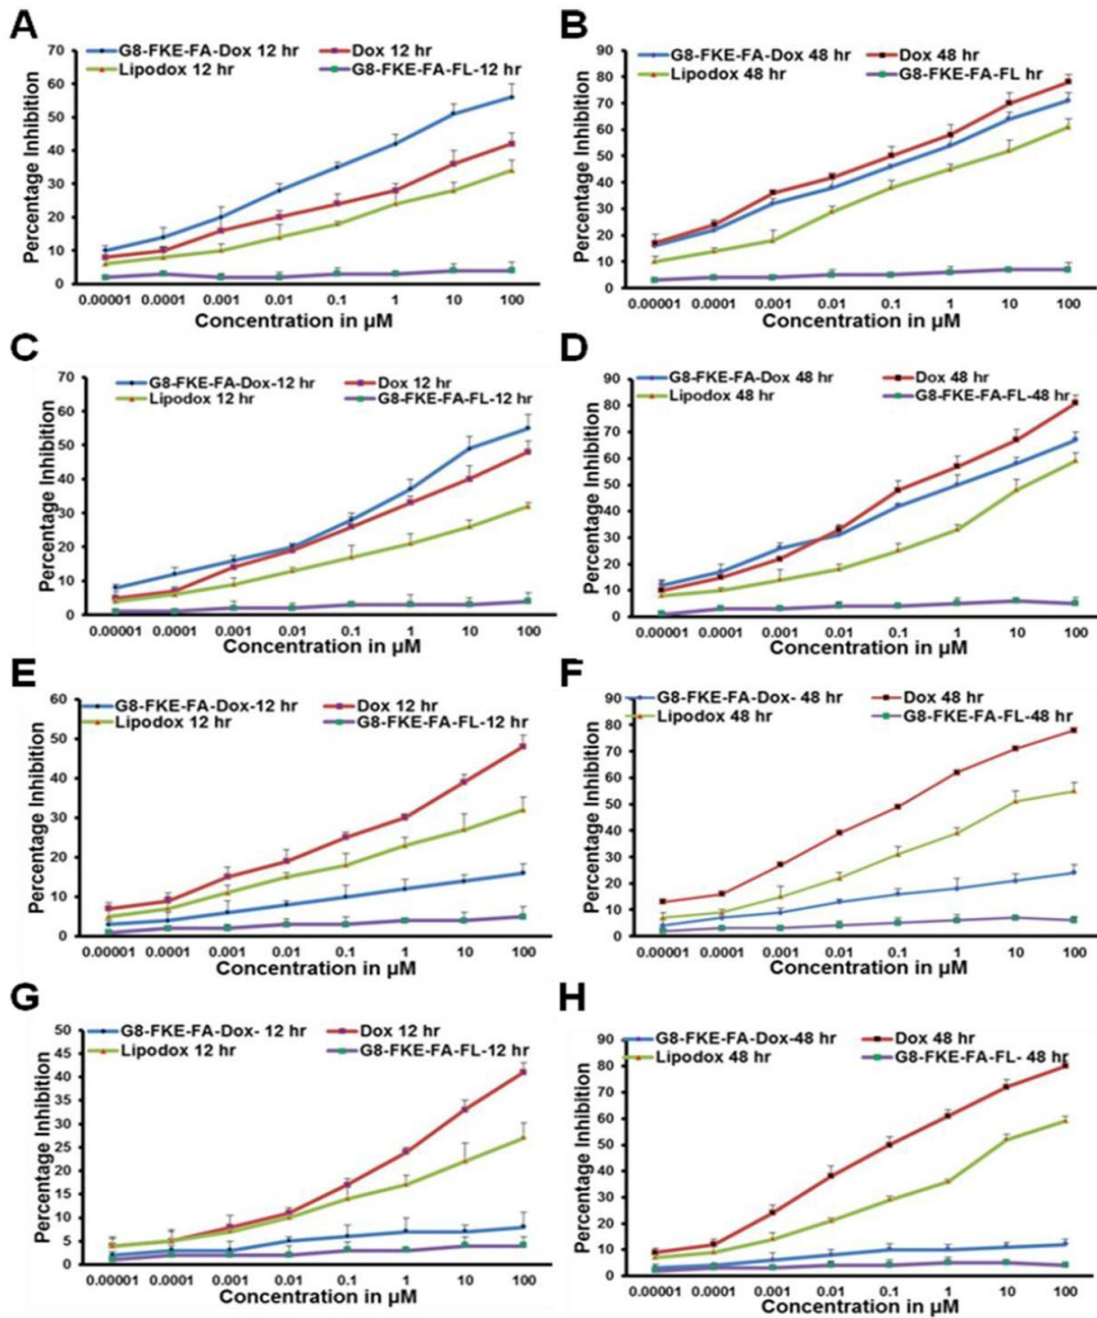 A
70
60
50
40
30
20
10
0
Percentage Inhibition
G8-FKE-FA-Dox 12 hr
Dox 12 hr
Lipodox 12 hr
G8-FKE-FA-FL-12 hr
0.00001 0.0001 0.001 0.01 0.1 1 10 100
Concentration in µM
B
90
80
70
60
50
40
30
20
10
0
Percentage Inhibition
G8-FKE-FA-Dox 48 hr
Dox 48 hr
Lipodox 48 hr
G8-FKE-FA-FL hr
0.00001 0.0001 0.001 0.01 0.1 1 10 100
Concentration in µM
C
70
60
50
40
30
20
10
0
Percentage Inhibition
G8-FKE-FA-Dox-12 hr
Dox 12 hr
Lipodox 12 hr
G8-FKE-FA-FL-12 hr
0.00001 0.0001 0.001 0.01 0.1 1 10 100
Concentration in µM
D
90
80
70
60
50
40
30
20
10
0
Percentage Inhibition
G8-FKE-FA-Dox 48 hr
Dox 48 hr
Lipodox 48 hr
G8-FKE-FA-FL-48 hr
0.00001 0.0001 0.001 0.01 0.1 1 10 100
Concentration in µM
E
60
50
40
30
20
10
0
Percentage Inhibition
G8-FKE-FA-Dox-12 hr
Dox 12 hr
Lipodox 12 hr
G8-FKE-FA-FL-12 hr
0.00001 0.0001 0.001 0.01 0.1 1 10 100
Concentration in µM
F
90
80
70
60
50
40
30
20
10
0
Percentage Inhibition
G8-FKE-FA-Dox- 48 hr
Dox 48 hr
Lipodox 48 hr
G8-FKE-FA-FL-48 hr
0.00001 0.0001 0.001 0.01 0.1 1 10 100
Concentration in µM
G
50
45
40
35
30
25
20
15
10
5
0
Percentage Inhibition
G8-FKE-FA-Dox- 12 hr
Dox 12 hr
Lipodox 12 hr
G8-FKE-FA-FL-12 hr
0.00001 0.0001 0.001 0.01 0.1 1 10 100
Concentration in µM
H
90
80
70
60
50
40
30
20
10
0
Percentage Inhibition
G8-FKE-FA-Dox-48 hr
Dox 48 hr
Lipodox 48 hr
G8-FKE-FA-FL- 48 hr
0.00001 0.0001 0.001 0.01 0.1 1 10 100
Concentration in µM